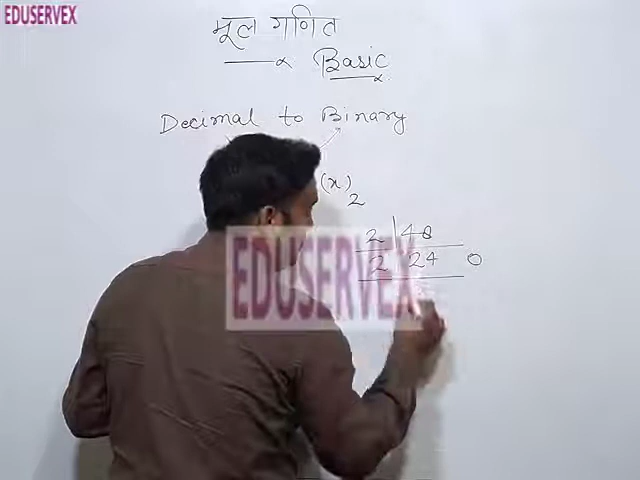 EDUSERVEX
मूल गणित
Basic
Decimal to Binary
(x)2
2 48
2 24 0
EDUSERVEX